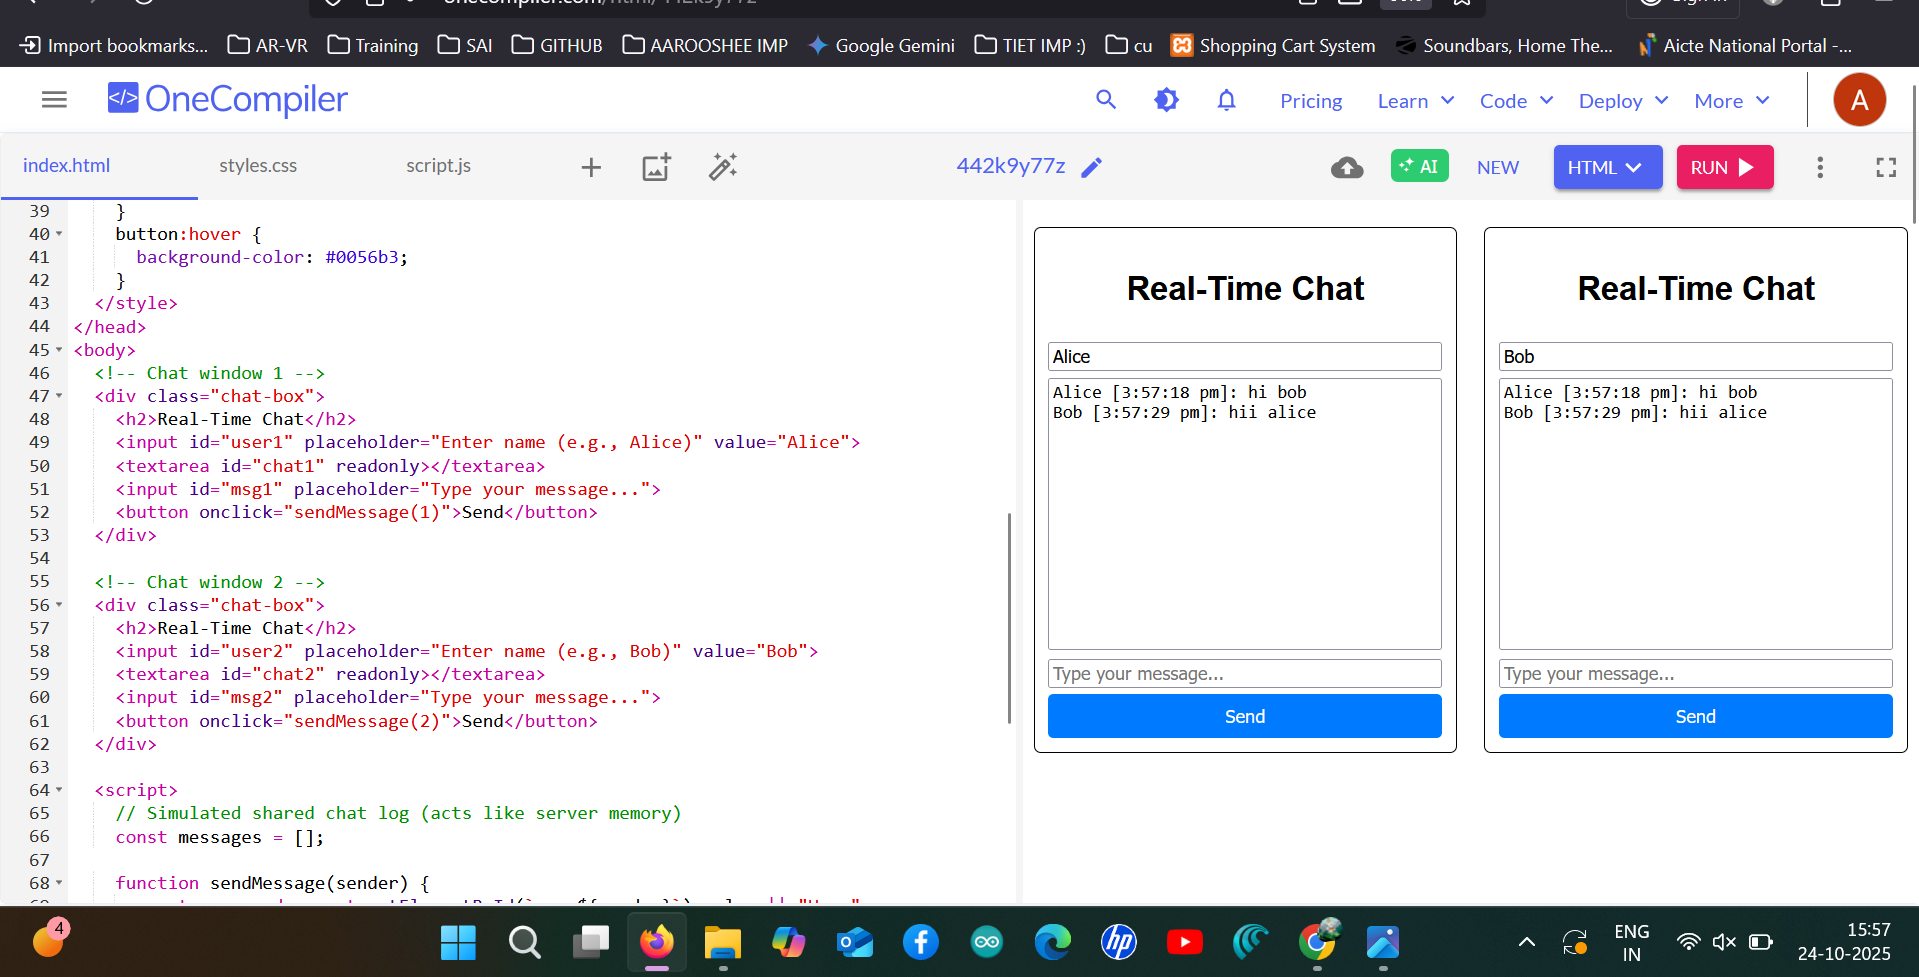 Import bookmarks...
AR-VR
Training
SAI
GITHUB
AAROOSHEE IMP
Google Gemini
TIET IMP :)
cu
Shopping Cart System
Soundbars, Home The...
Aicte National Portal -...
</> OneCompiler
Pricing
Learn
Code
Deploy
More
A
index.html
styles.css
script.js
442k9y77z
AI
NEW
HTML
RUN
39 }
40 button:hover {
41 background-color: #0056b3;
42 }
43 </style>
44 </head>
45 <body>
46 <!-- Chat window 1 -->
47 <div class="chat-box">
48 <h2>Real-Time Chat</h2>
49 <input id="user1" placeholder="Enter name (e.g., Alice)" value="Alice">
50 <textarea id="chat1" readonly></textarea>
51 <input id="msg1" placeholder="Type your message...">
52 <button onclick="sendMessage(1)">Send</button>
53 </div>
54
55 <!-- Chat window 2 -->
56 <div class="chat-box">
57 <h2>Real-Time Chat</h2>
58 <input id="user2" placeholder="Enter name (e.g., Bob)" value="Bob">
59 <textarea id="chat2" readonly></textarea>
60 <input id="msg2" placeholder="Type your message...">
61 <button onclick="sendMessage(2)">Send</button>
62 </div>
63
64 <script>
65 // Simulated shared chat log (acts like server memory)
66 const messages = [];
67
68 function sendMessage(sender) {
Real-Time Chat
Alice
Alice [3:57:18 pm]: hi bob
Bob [3:57:29 pm]: hii alice
Type your message...
Send
Real-Time Chat
Bob
Alice [3:57:18 pm]: hi bob
Bob [3:57:29 pm]: hii alice
Type your message...
Send
4
hp
ENG
IN
15:57
24-10-2025